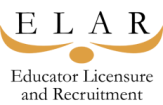 ELAR
Educator Licensure
and Recruitment